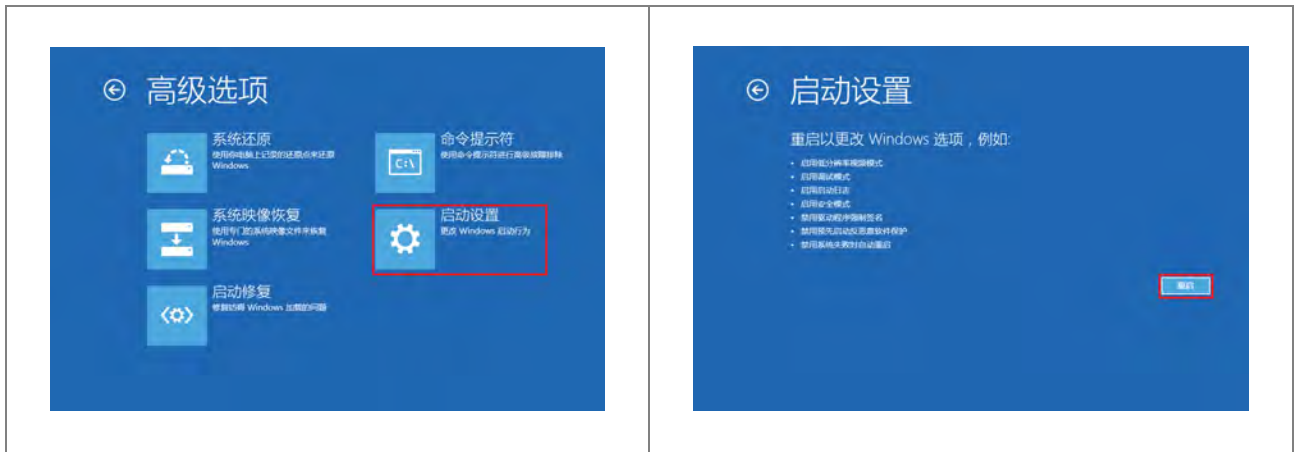 高级选项
系统还原
使用你电脑上记录的还原点来还原
Windows
命令提示符
使用命令提示符进行高级故障排除
C:\
系统映像恢复
使用专门的系统映像文件来恢复
Windows
启动设置
更改 Windows 启动行为
启动修复
修复妨碍 Windows 加载的问题
启动设置
重启以更改 Windows 选项，例如:
• 启用低分辨率视频模式
• 启用调试模式
• 启用启动日志
• 启用安全模式
• 禁用驱动程序强制签名
• 禁用预先启动反恶意软件保护
• 禁用系统失败时自动重启
重启